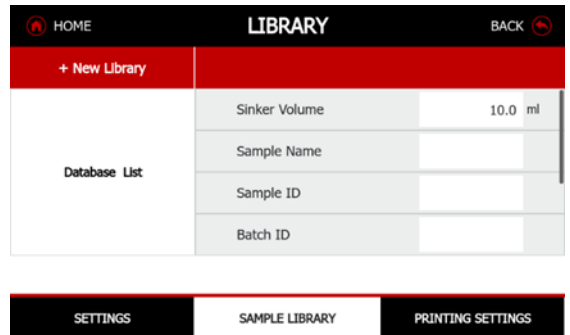 HOME LIBRARY BACK
+ New Library
Sinker Volume 10.0 ml
Sample Name
Database List
Sample ID
Batch ID
SETTINGS SAMPLE LIBRARY PRINTING SETTINGS